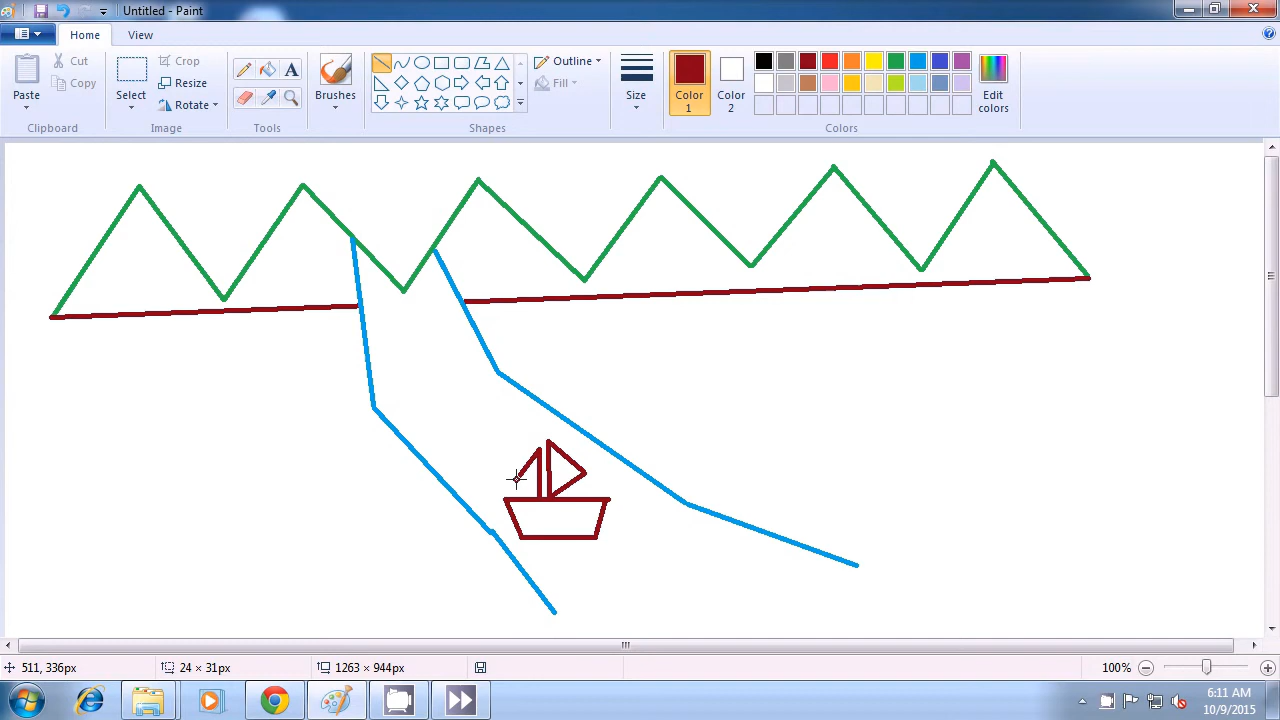 Untitled - Paint
Home View
Paste
Cut
Copy
Clipboard
Select
Crop
Resize
Rotate
Image
A
Tools
Brushes
Outline
Fill
Shapes
Size
Color
1
Color
2
Edit
colors
Colors
511, 336px
24 × 31px
1263 × 944px
100%
6:11 AM
10/9/2015